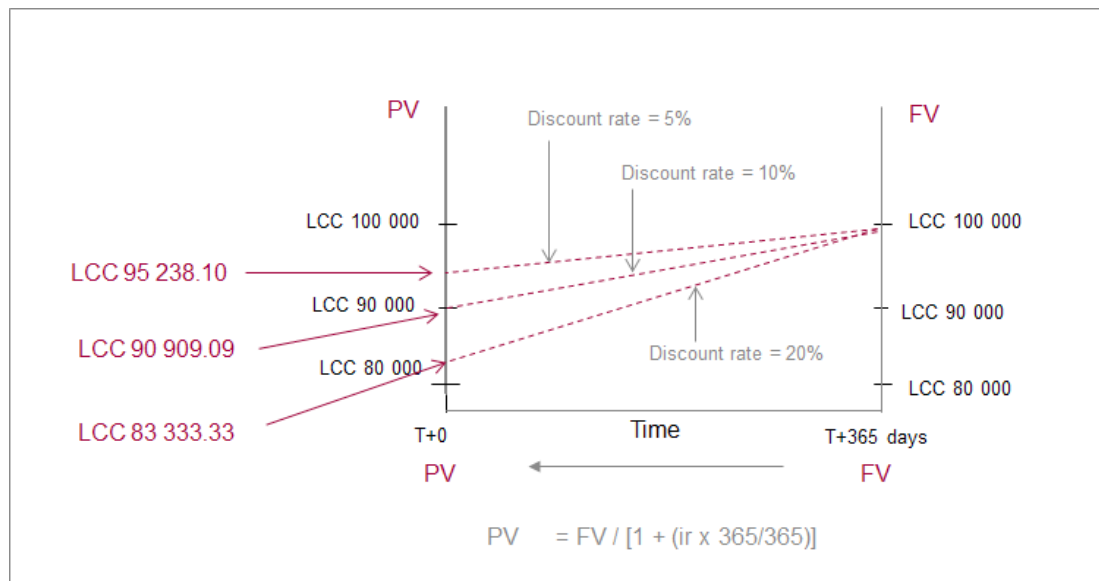 PV
FV
Discount rate = 5%
Discount rate = 10%
LCC 100 000
LCC 100 000
LCC 95 238.10
LCC 90 000
LCC 90 000
LCC 90 909.09
Discount rate = 20%
LCC 80 000
LCC 80 000
LCC 83 333.33
T+0
Time
T+365 days
PV
FV
PV = FV / [1 + (ir x 365/365)]